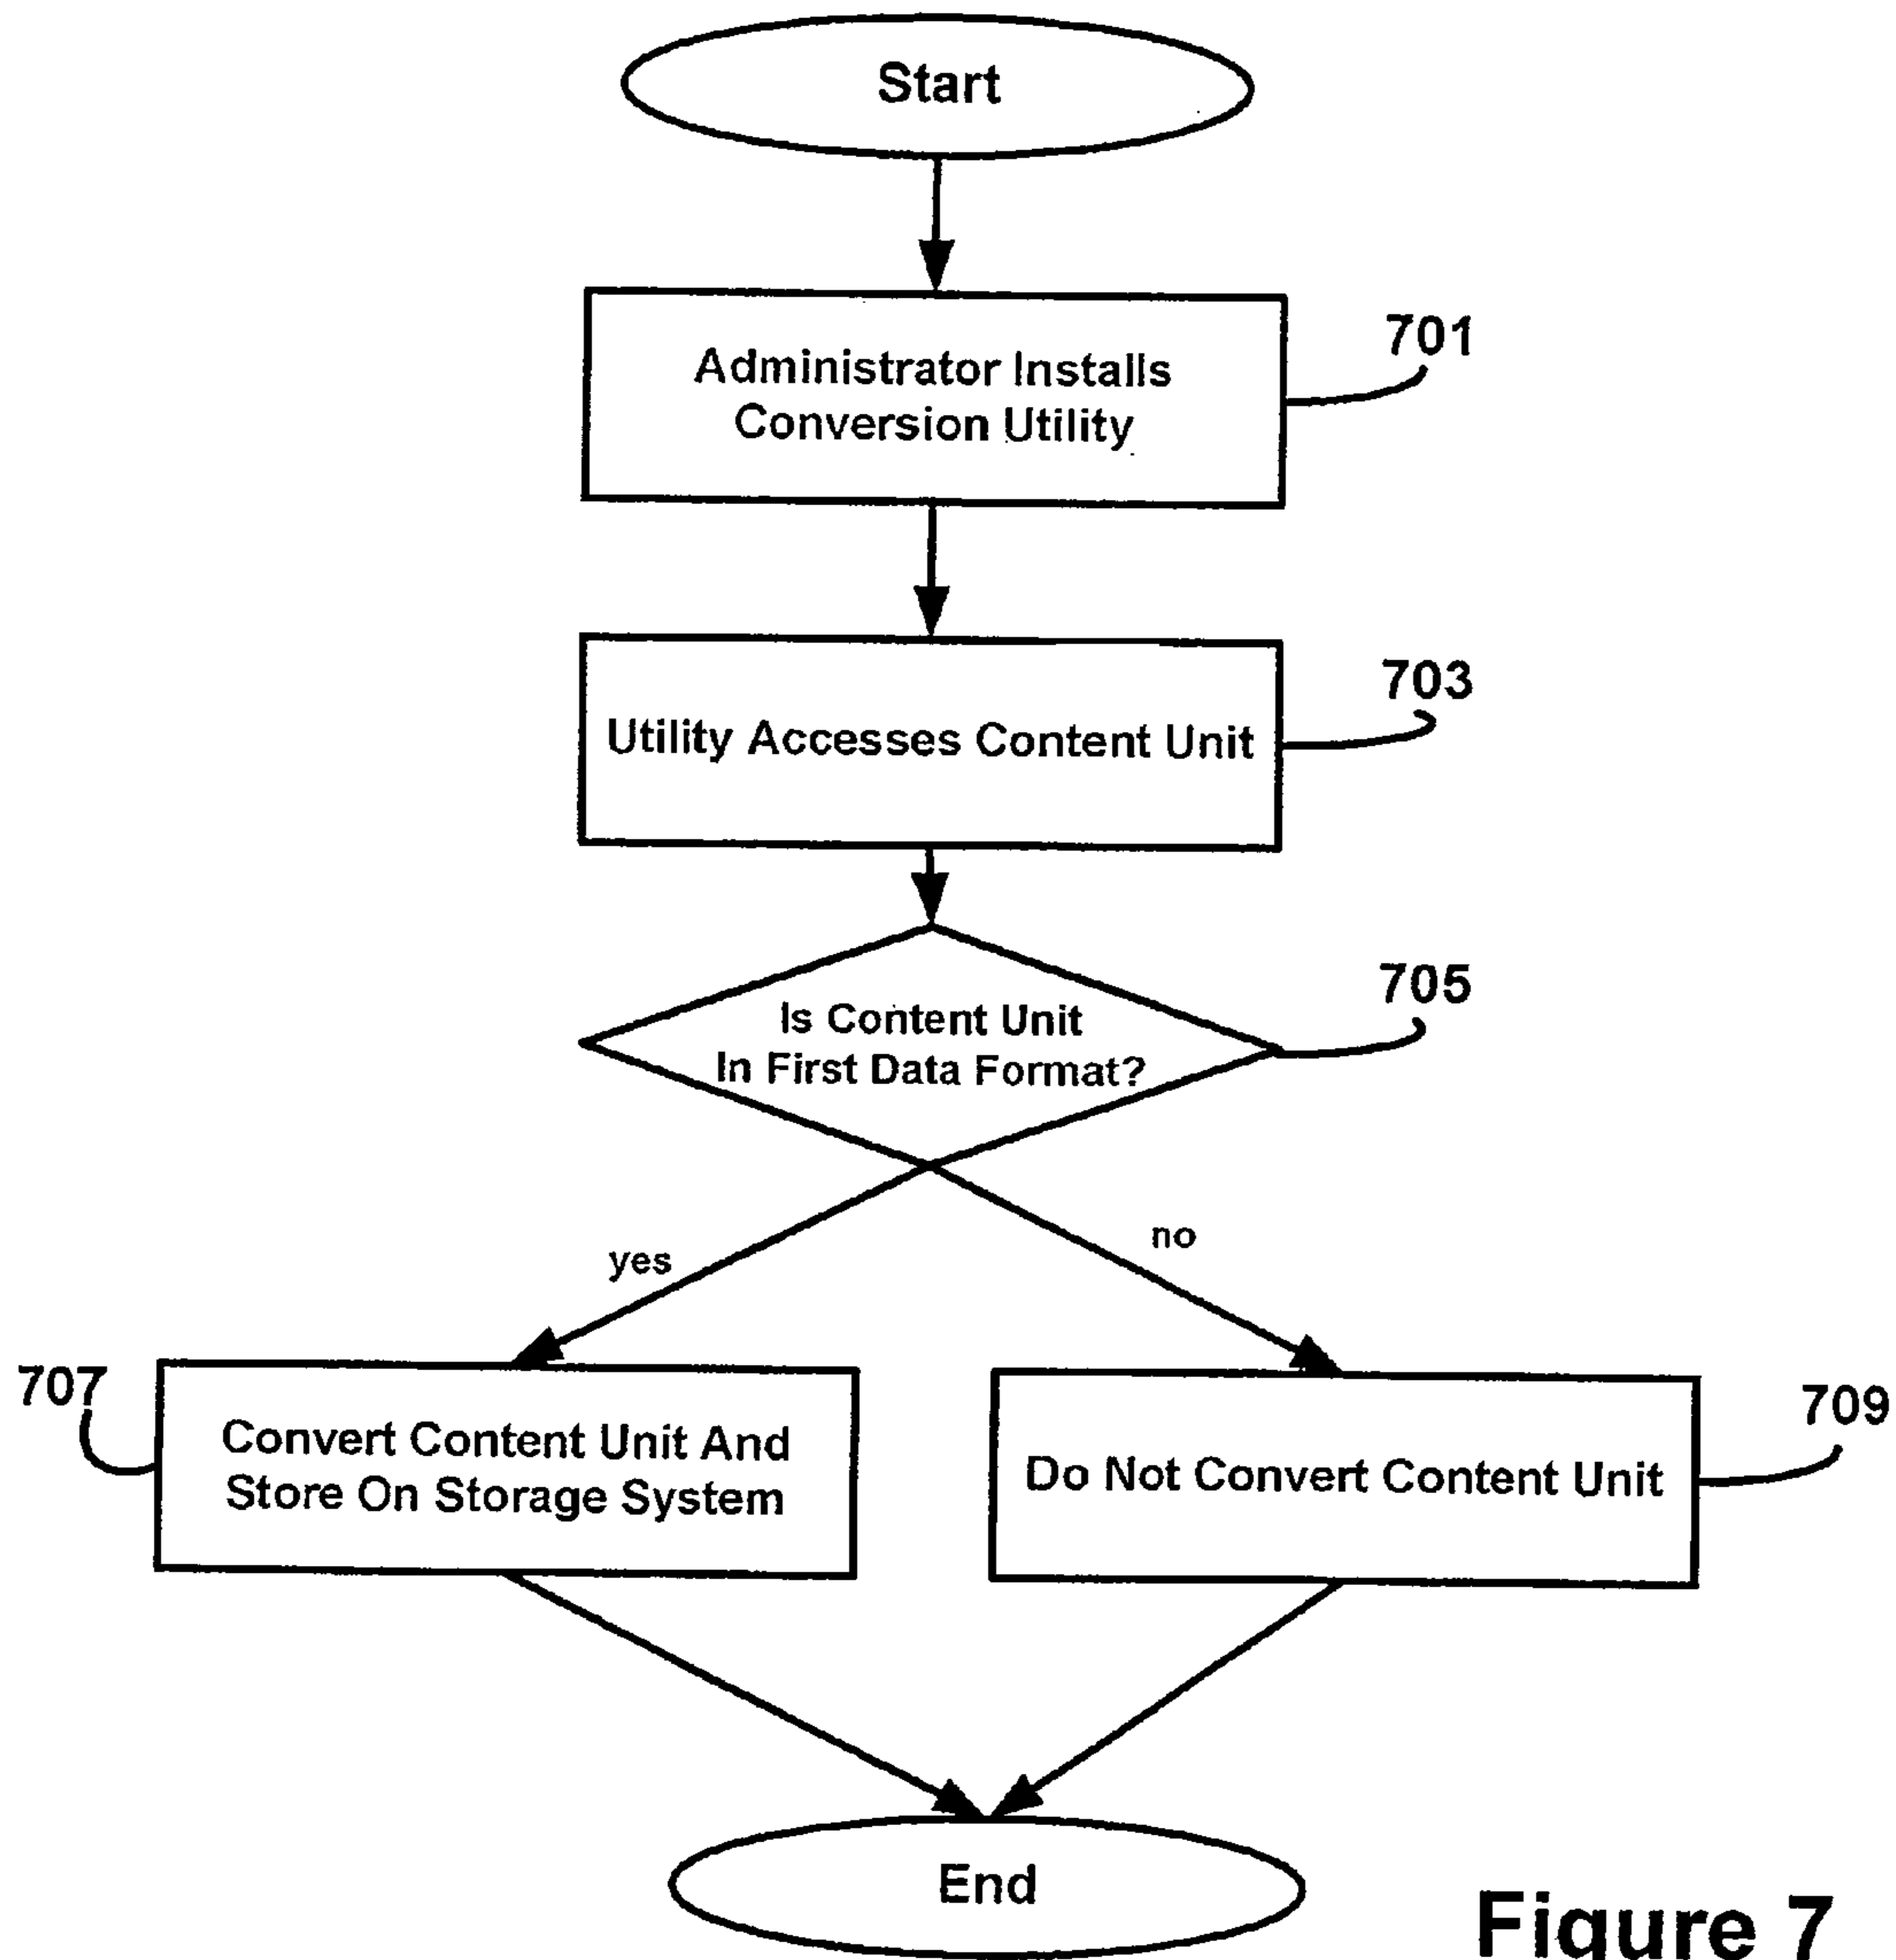 Start
Administrator Installs
Conversion Utility
701
Utility Accesses Content Unit
703
Is Content Unit
In First Data Format?
705
yes
no
707
Convert Content Unit And
Store On Storage System
Do Not Convert Content Unit
709
End
Figure 7